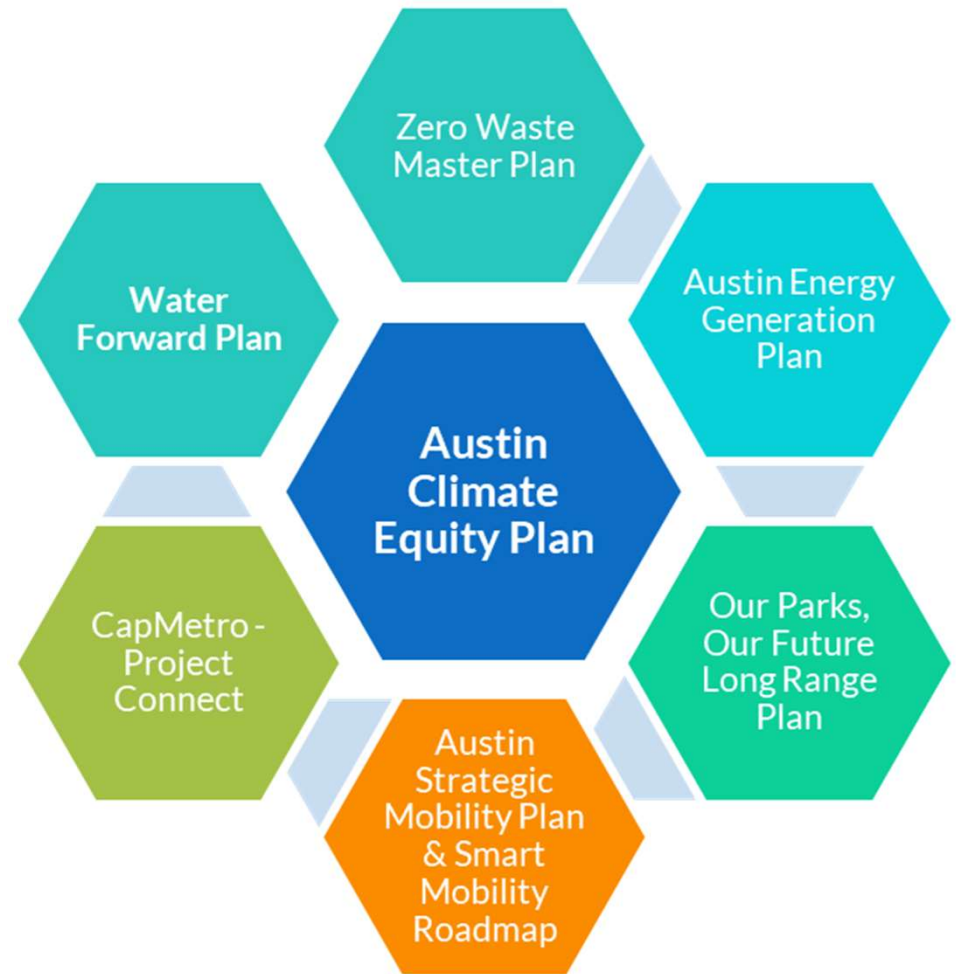 Zero Waste
Master Plan
Water
Forward Plan
Austin Energy
Generation
Plan
Austin
Climate
Equity Plan
CapMetro -
Project
Connect
Our Parks,
Our Future
Long Range
Plan
Austin
Strategic
Mobility Plan
& Smart
Mobility
Roadmap